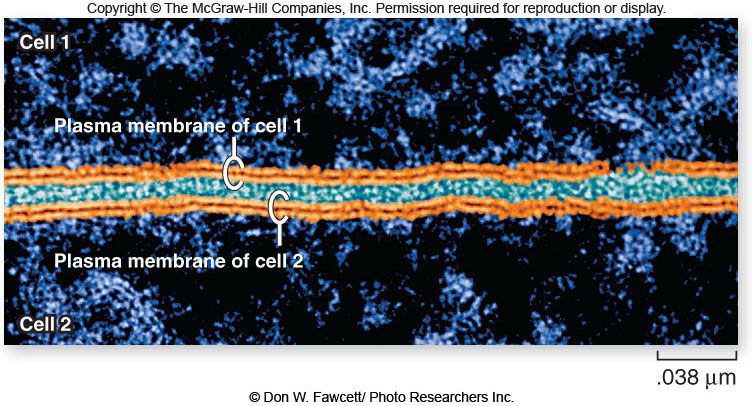 Copyright © The McGraw-Hill Companies, Inc. Permission required for reproduction or display.
Cell 1
Plasma membrane of cell 1
Plasma membrane of cell 2
Cell 2
.038 µm
© Don W. Fawcett/ Photo Researchers Inc.